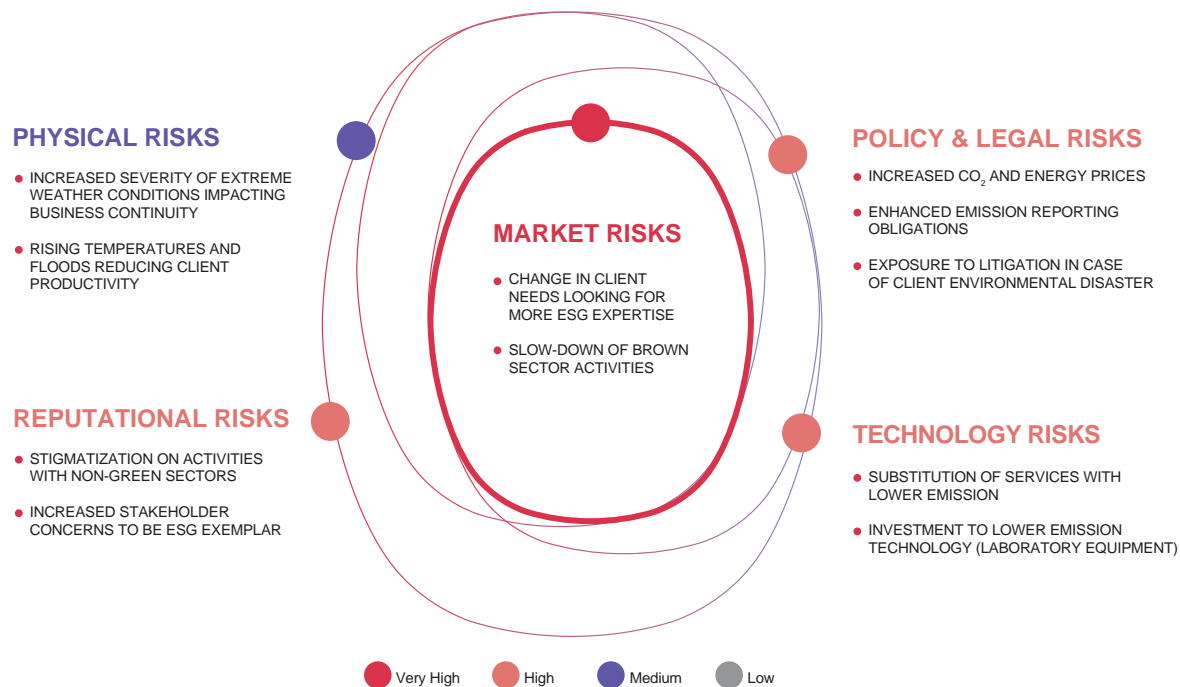 PHYSICAL RISKS
INCREASED SEVERITY OF EXTREME
WEATHER CONDITIONS IMPACTING
BUSINESS CONTINUITY
RISING TEMPERATURES AND
FLOODS REDUCING CLIENT
PRODUCTIVITY
REPUTATIONAL RISKS
STIGMATIZATION ON ACTIVITIES
WITH NON-GREEN SECTORS
INCREASED STAKEHOLDER
CONCERNS TO BE ESG EXEMPLAR
MARKET RISKS
CHANGE IN CLIENT
NEEDS LOOKING FOR
MORE ESG EXPERTISE
SLOW-DOWN OF BROWN
SECTOR ACTIVITIES
POLICY & LEGAL RISKS
INCREASED CO₂ AND ENERGY PRICES
ENHANCED EMISSION REPORTING
OBLIGATIONS
EXPOSURE TO LITIGATION IN CASE
OF CLIENT ENVIRONMENTAL DISASTER
TECHNOLOGY RISKS
SUBSTITUTION OF SERVICES WITH
LOWER EMISSION
INVESTMENT TO LOWER EMISSION
TECHNOLOGY (LABORATORY EQUIPMENT)
Very High
High
Medium
Low